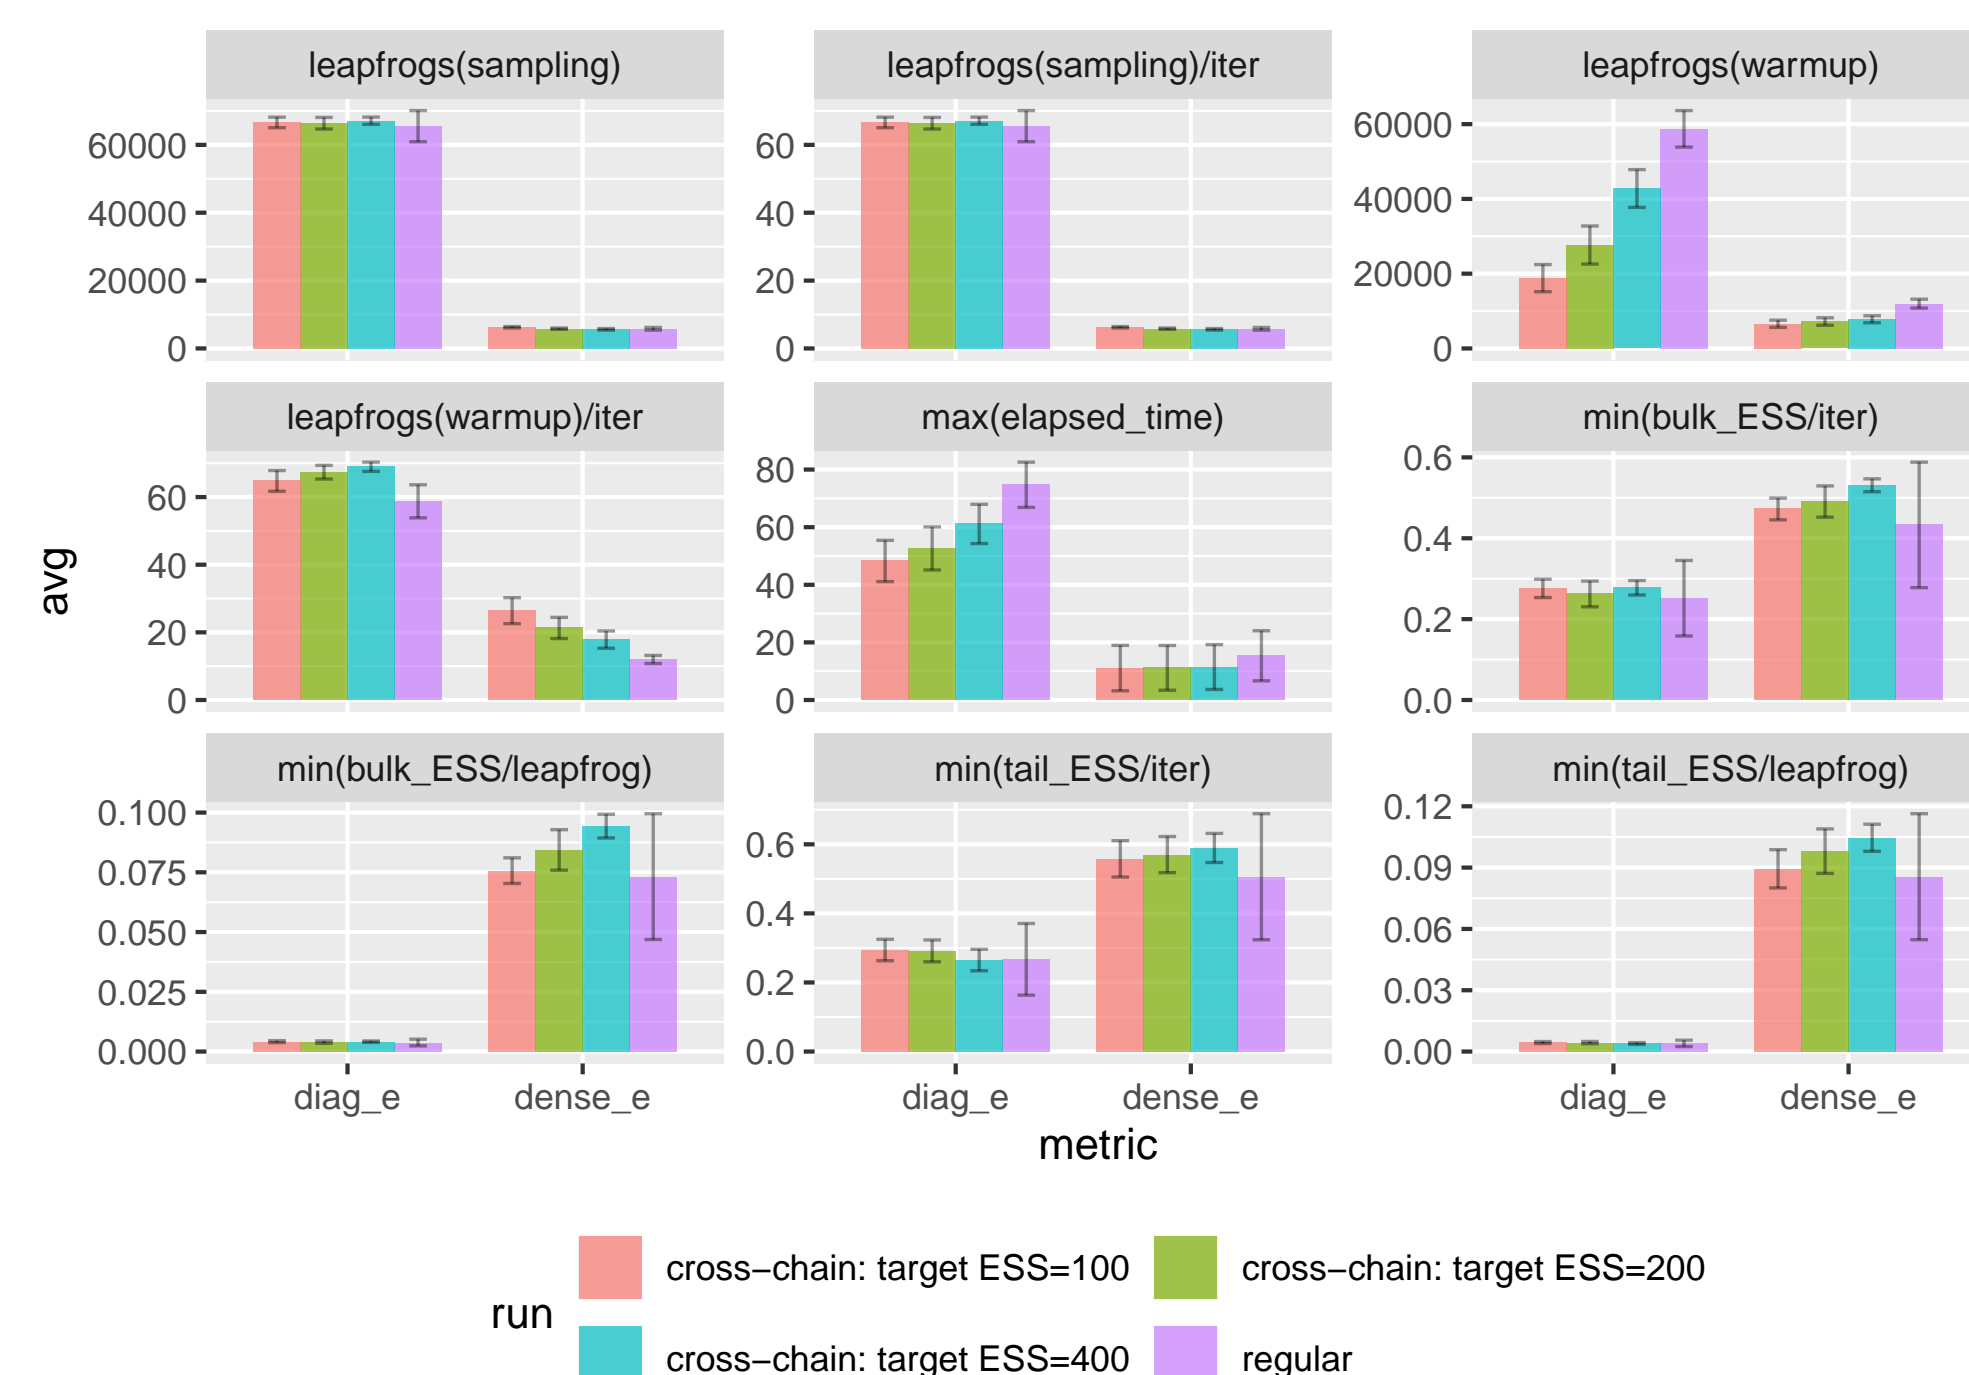 leapfrogs(sampling)
leapfrogs(sampling)/iter
leapfrogs(warmup)
60000
40000
20000
0
60
40
20
0
60000
40000
20000
0
leapfrogs(warmup)/iter
max(elapsed_time)
min(bulk_ESS/iter)
60
40
20
0
80
60
40
20
0
0.6
0.4
0.2
0.0
min(bulk_ESS/leapfrog)
min(tail_ESS/iter)
min(tail_ESS/leapfrog)
0.100
0.075
0.050
0.025
0.000
0.6
0.4
0.2
0.0
0.12
0.09
0.06
0.03
0.00
diag_e
dense_e
diag_e
dense_e
diag_e
dense_e
avg
metric
run
cross−chain: target ESS=100
cross−chain: target ESS=200
cross−chain: target ESS=400
regular